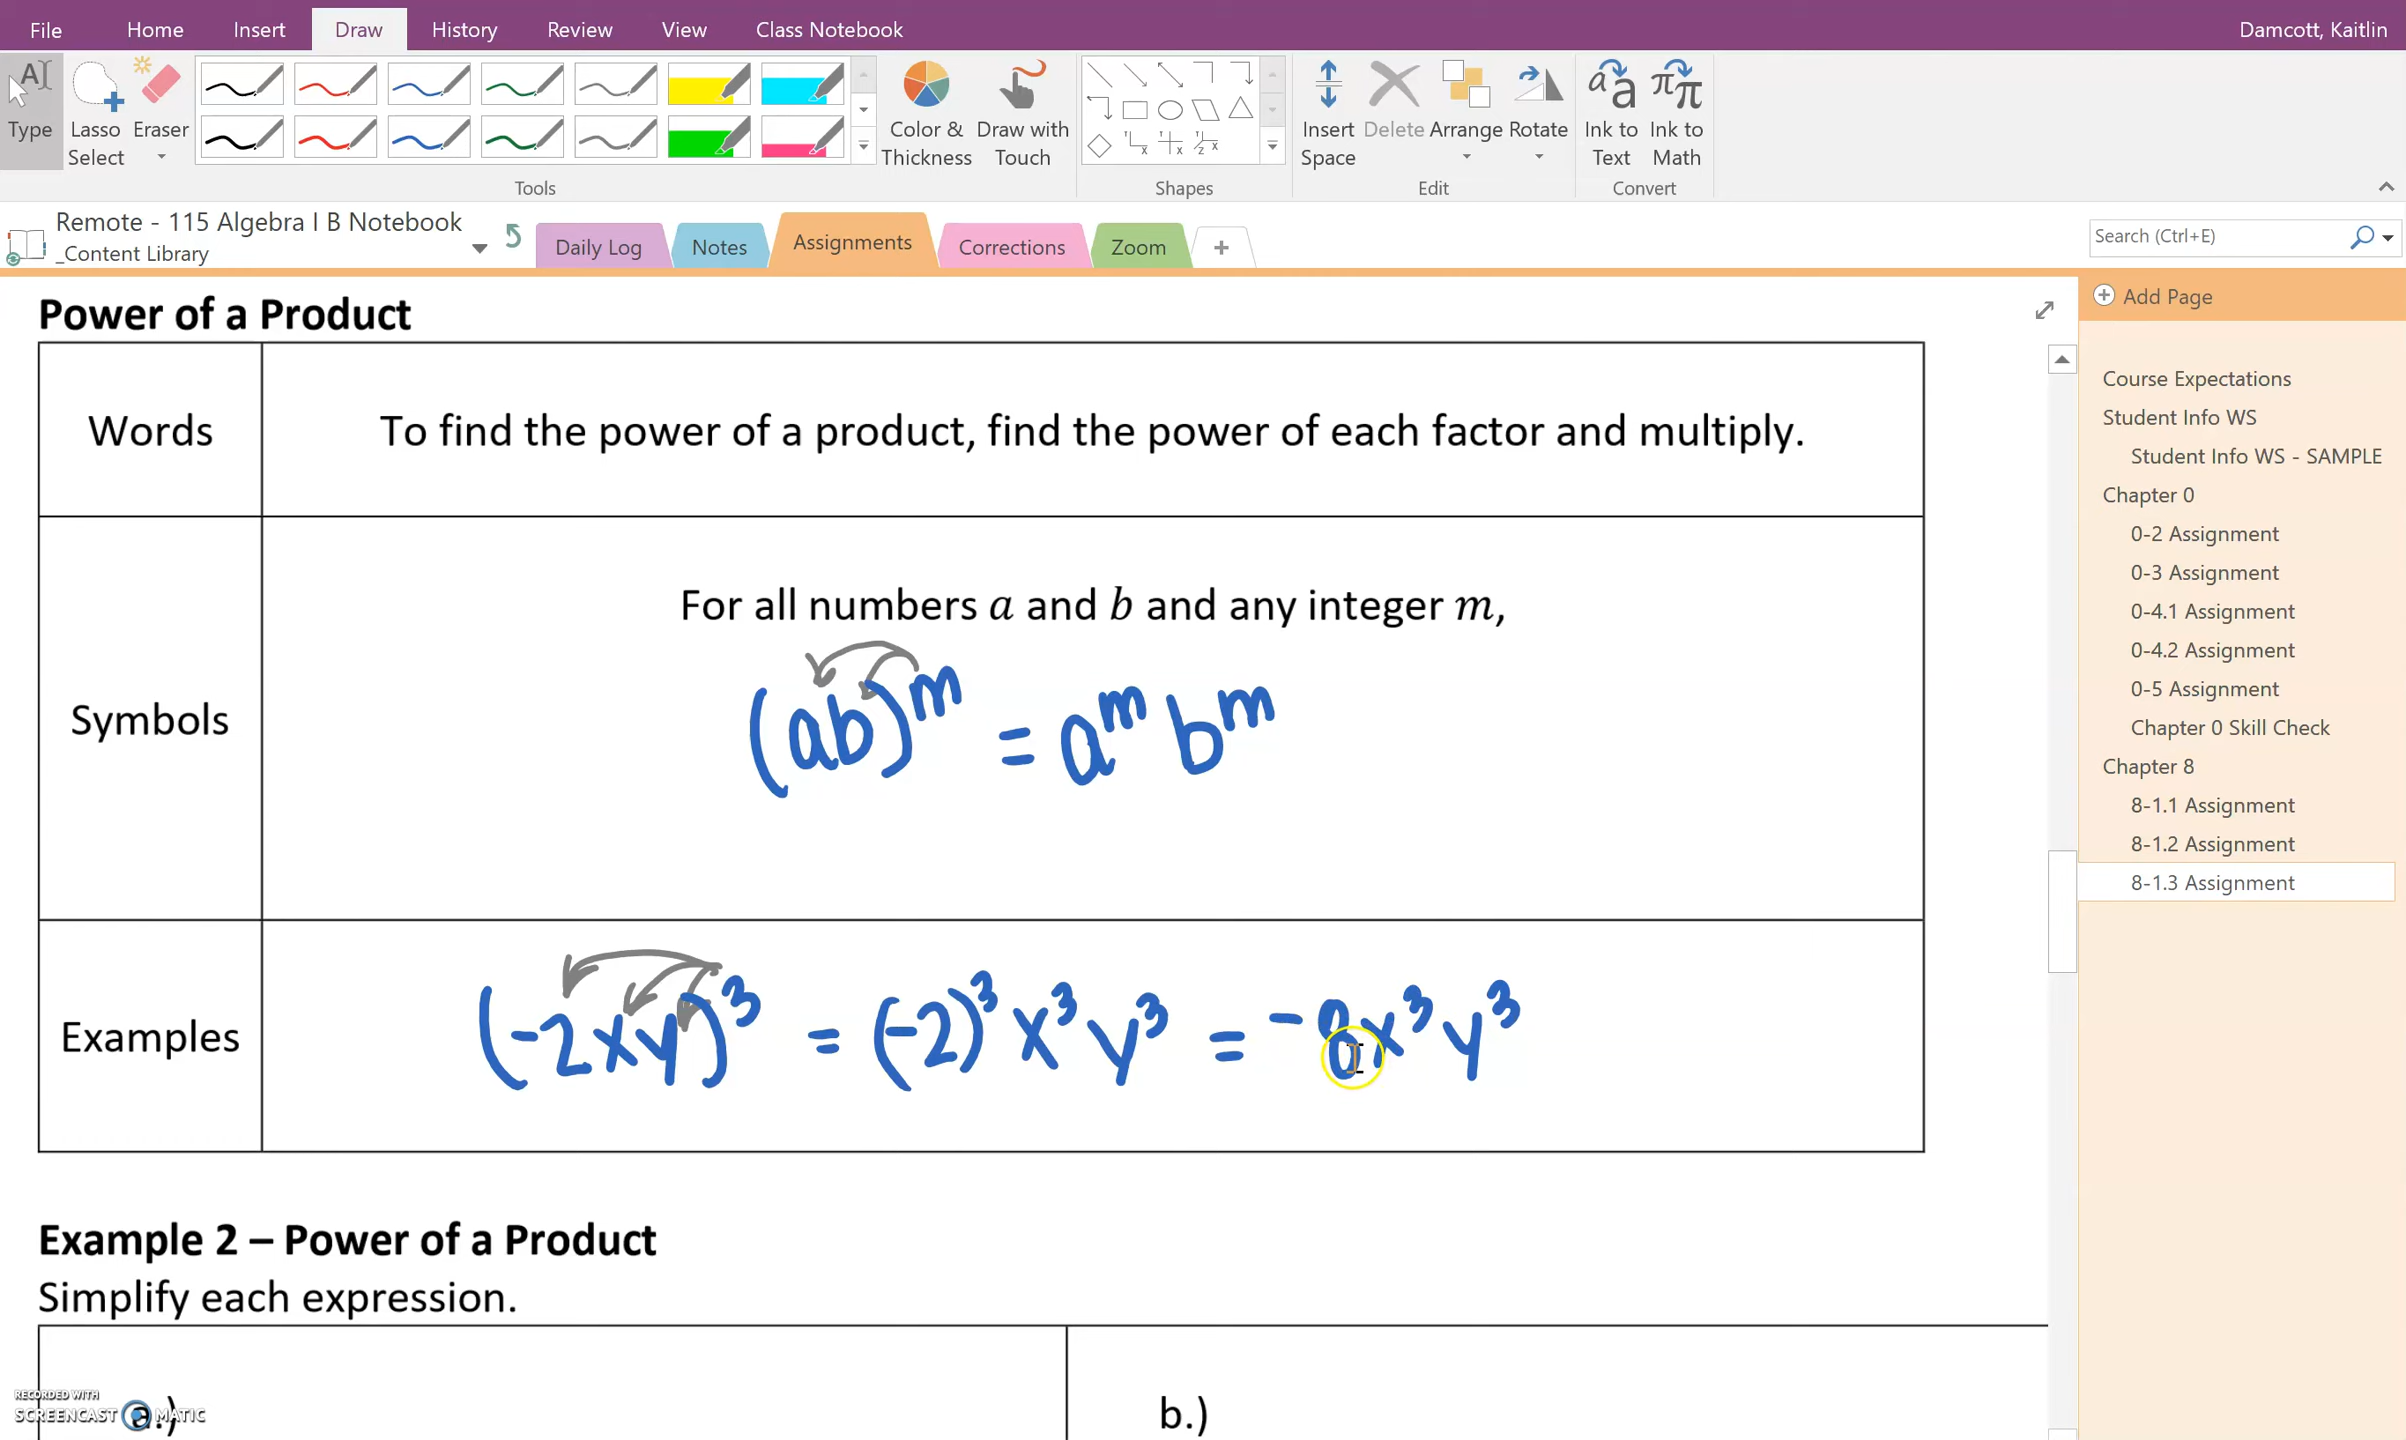 File Home Insert Draw History Review View Class Notebook Damcott, Kaitlin
Type Lasso Select Eraser Color & Thickness Draw with Touch Insert Space Delete Arrange Rotate Ink to Text Ink to Math
Tools Shapes Edit Convert
Remote - 115 Algebra I B Notebook
_Content Library
Daily Log Notes Assignments Corrections Zoom +
Search (Ctrl+E)
Add Page
Course Expectations
Student Info WS
Student Info WS - SAMPLE
Chapter 0
0-2 Assignment
0-3 Assignment
0-4.1 Assignment
0-4.2 Assignment
0-5 Assignment
Chapter 0 Skill Check
Chapter 8
8-1.1 Assignment
8-1.2 Assignment
8-1.3 Assignment
Power of a Product
Words To find the power of a product, find the power of each factor and multiply.
Symbols For all numbers a and b and any integer m,
(ab)^m = a^m b^m
Examples (-2xy)^3 = (-2)^3 x^3 y^3 = -8x^3 y^3
Example 2 – Power of a Product
Simplify each expression.
a.) b.)
RECORDED WITH
SCREENCAST MATIC